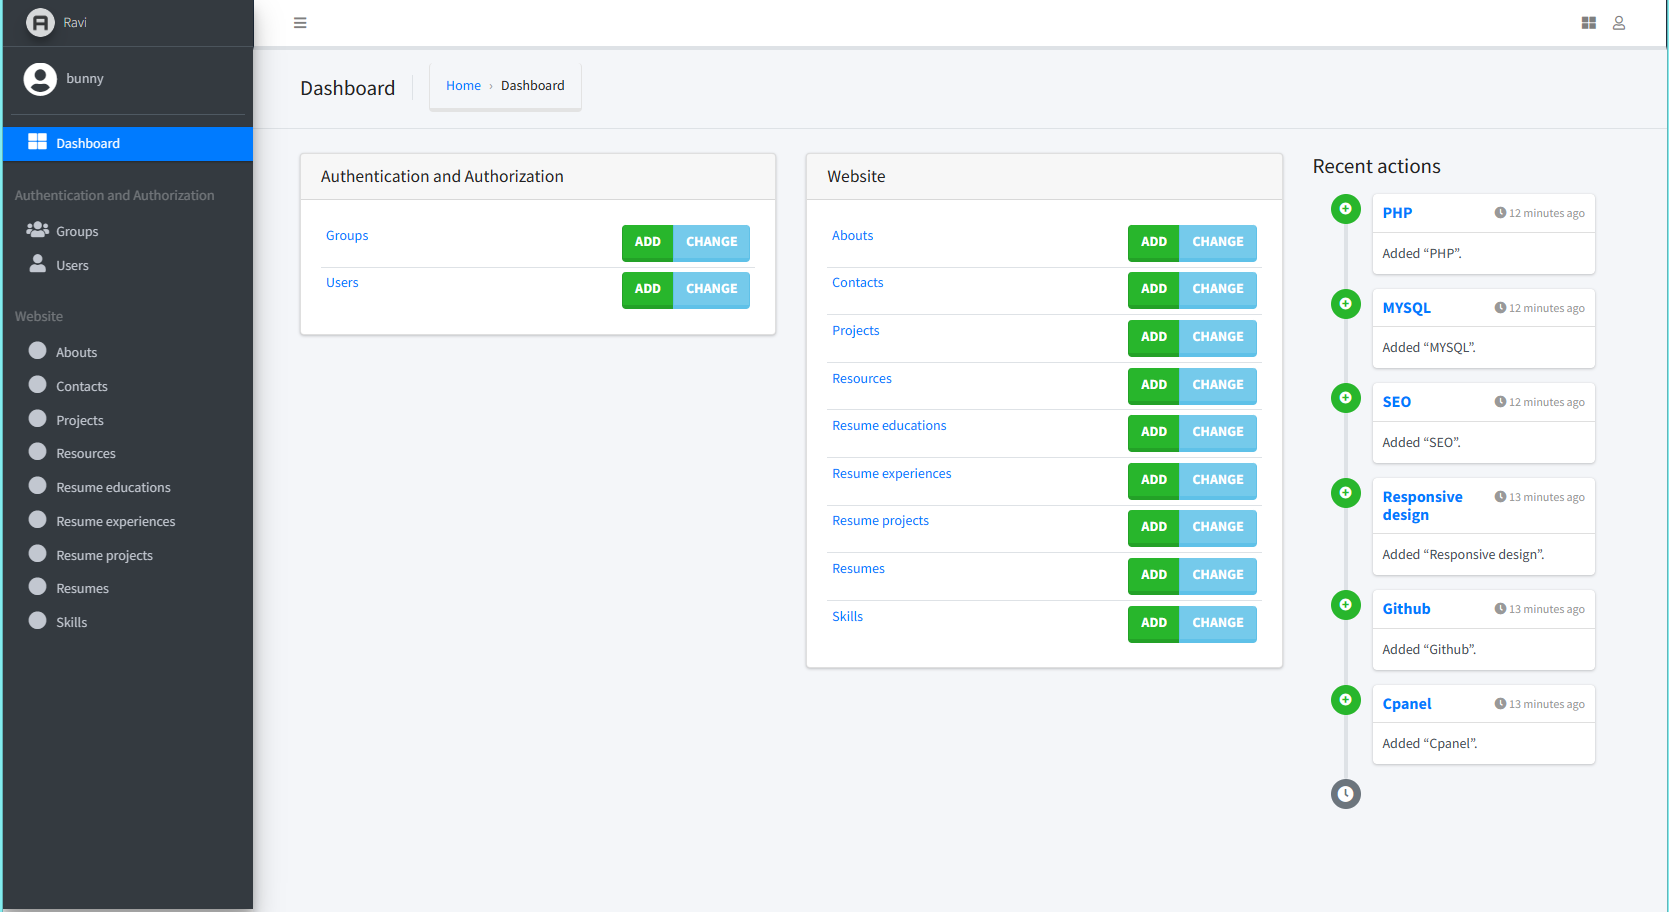 Ravi
bunny
Dashboard
Authentication and Authorization
Groups
Users
Website
Abouts
Contacts
Projects
Resources
Resume educations
Resume experiences
Resume projects
Resumes
Skills
Dashboard
Home › Dashboard
Authentication and Authorization
Groups ADD CHANGE
Users ADD CHANGE
Website
Abouts ADD CHANGE
Contacts ADD CHANGE
Projects ADD CHANGE
Resources ADD CHANGE
Resume educations ADD CHANGE
Resume experiences ADD CHANGE
Resume projects ADD CHANGE
Resumes ADD CHANGE
Skills ADD CHANGE
Recent actions
PHP 12 minutes ago
Added “PHP”.
MYSQL 12 minutes ago
Added “MYSQL”.
SEO 12 minutes ago
Added “SEO”.
Responsive 13 minutes ago
design
Added “Responsive design”.
Github 13 minutes ago
Added “Github”.
Cpanel 13 minutes ago
Added “Cpanel”.